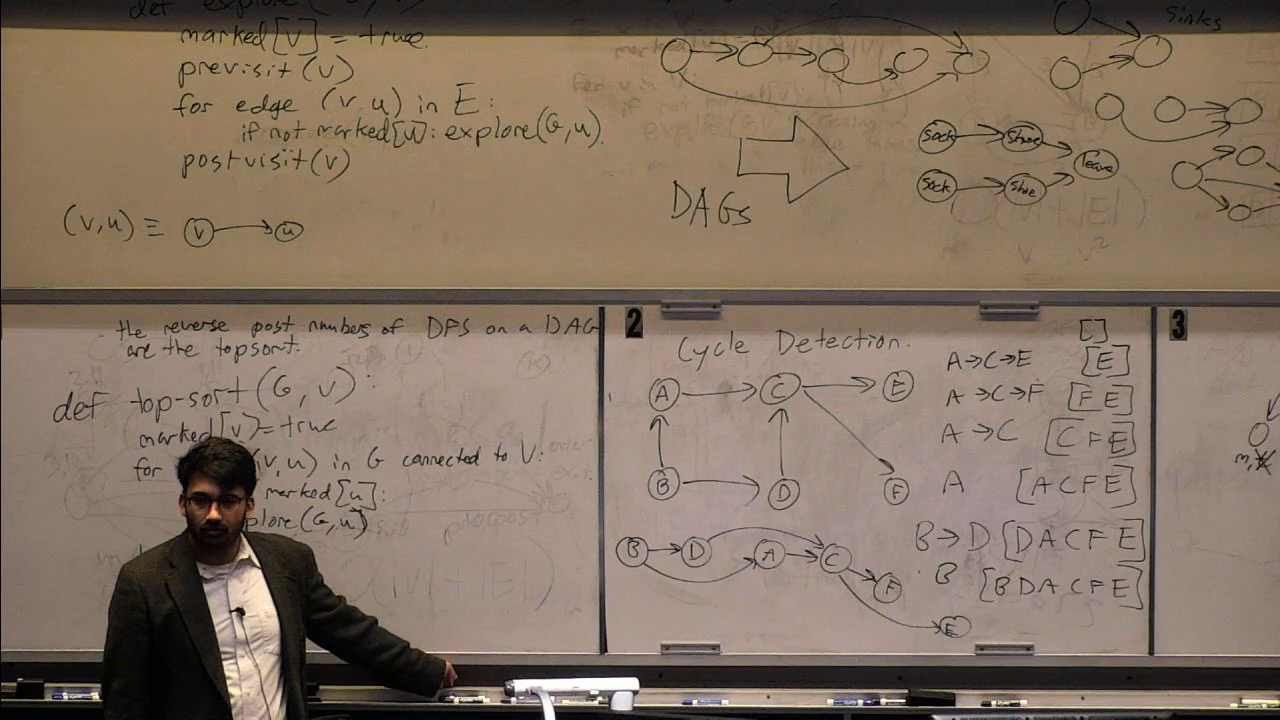 def explore(G,
marked[v] = true
previsit(v)
for edge (v,u) in E:
if not marked[u]: explore(G,u)
postvisit(v)
(v,u) ≡ v u
sinks
DAGs
sock shoe leave
sock shoe
the reverse post numbers of DFS on a DAG
are the topsort.
def top-sort(G, V):
marked[v]=true
for (v,u) in G connected to V:
marked[u]:
plore(G,u)
2
Cycle Detection.
A C E
B D F
B D A C F
E
[ ]
A→C→E [E]
A→C→F [F E]
A→C [C F E]
A [A C F E]
B→D [D A C F E]
B [B D A C F E]
3